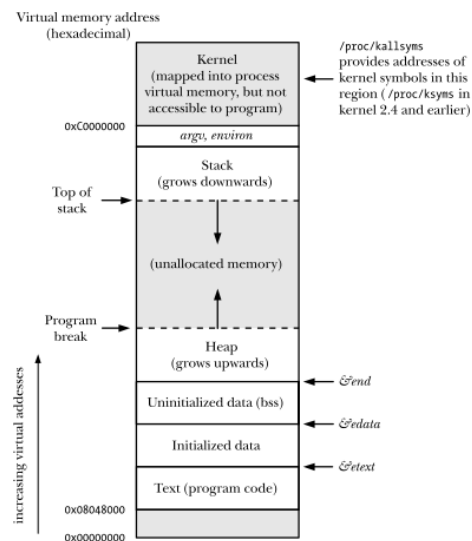 Virtual memory address
(hexadecimal)
Kernel
(mapped into process
virtual memory, but not
accessible to program)
/proc/kallsyms
provides addresses of
kernel symbols in this
region (/proc/ksyms in
kernel 2.4 and earlier)
0xC0000000
argv, environ
Stack
(grows downwards)
Top of
stack
(unallocated memory)
Program
break
Heap
(grows upwards)
&end
Uninitialized data (bss)
&edata
Initialized data
&etext
Text (program code)
0x08048000
0x00000000
increasing virtual addesses